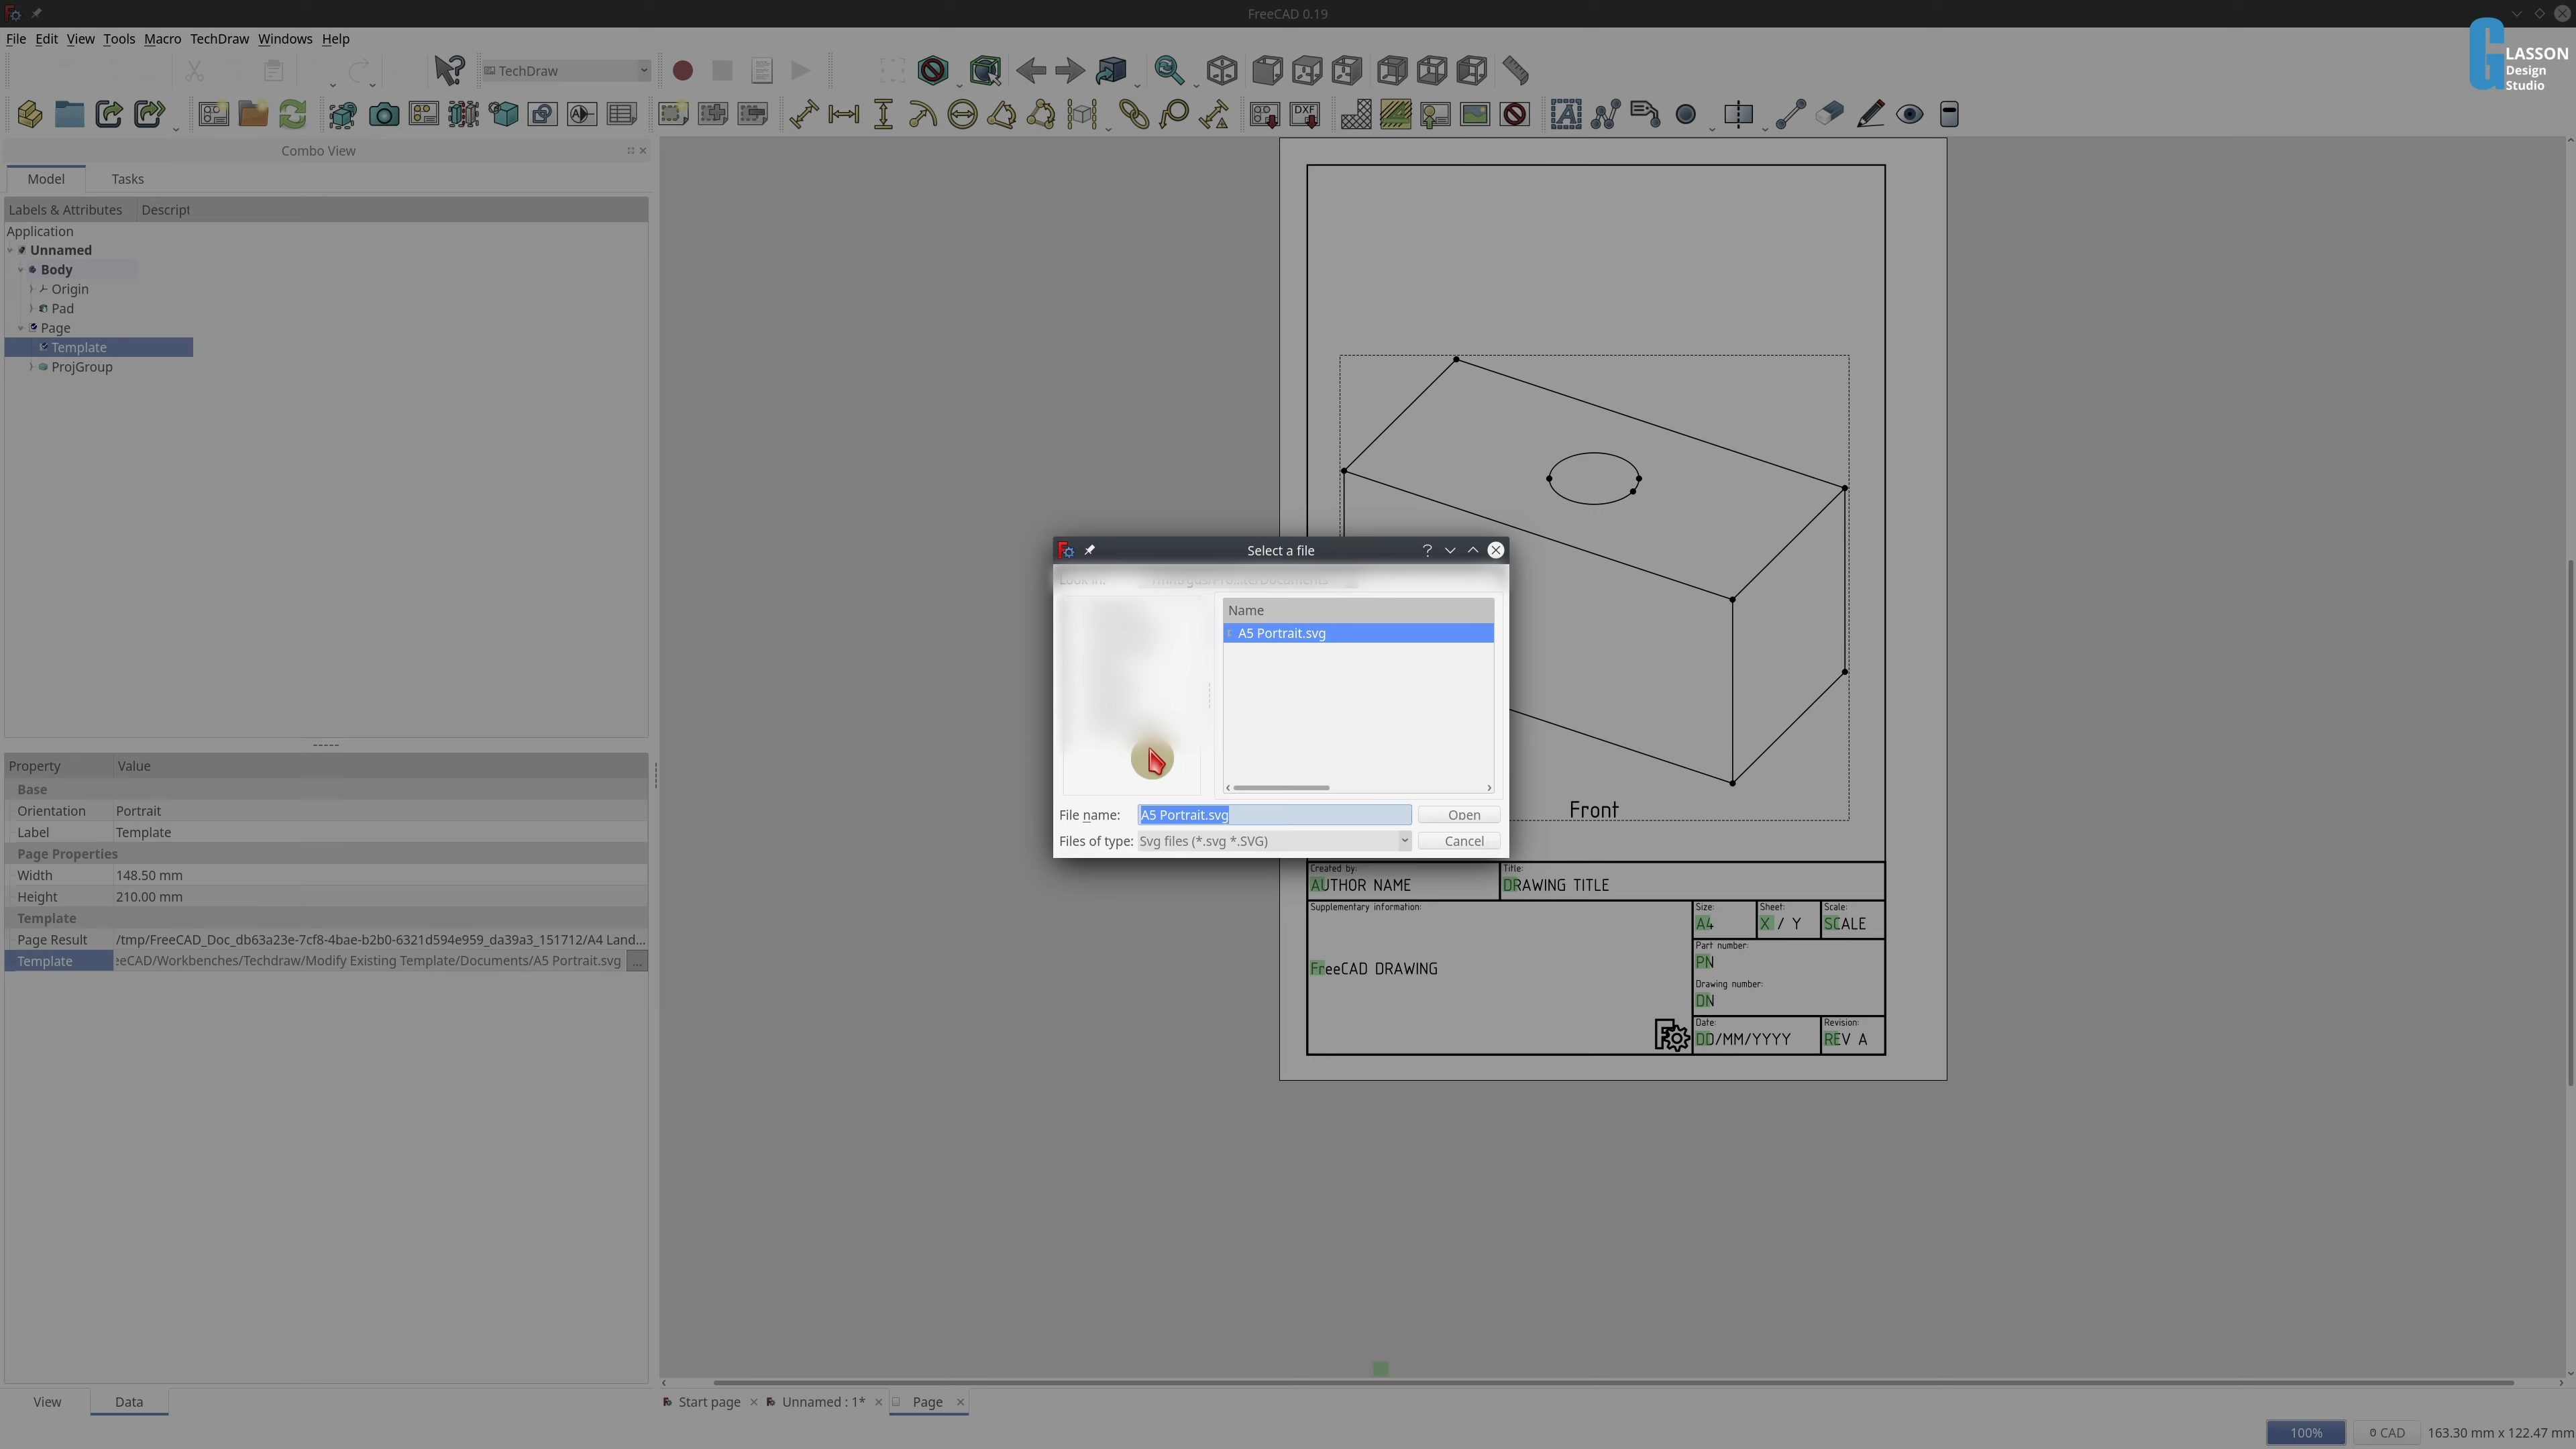 FreeCAD 0.19
File Edit View Tools Macro TechDraw Windows Help
GLASSON
Design
Studio
TechDraw
DXF
Combo View
Model Tasks
Labels & Attributes Descript
Application
Unnamed
Body
Origin
Pad
Page
Template
ProjGroup
Property Value
Base
Orientation Portrait
Label Template
Page Properties
Width 148.50 mm
Height 210.00 mm
Template
Page Result /tmp/FreeCAD_Doc_db63a23e-7cf8-4bae-b2b0-6321d594e959_da39a3_151712/A4 Land...
Template eCAD/Workbenches/Techdraw/Modify Existing Template/Documents/A5 Portrait.svg ...
View Data
Select a file
Name
A5 Portrait.svg
File name: A5 Portrait.svg Open
Files of type: Svg files (*.svg *.SVG) Cancel
Front
Created by: Title:
AUTHOR NAME DRAWING TITLE
Supplementary information: Size: Sheet: Scale:
A4 X / Y SCALE
Part number:
PN
FreeCAD DRAWING
Drawing number:
DN
Date: Revision:
DD/MM/YYYY REV A
Start page Unnamed : 1* Page
100% CAD 163.30 mm x 122.47 mm